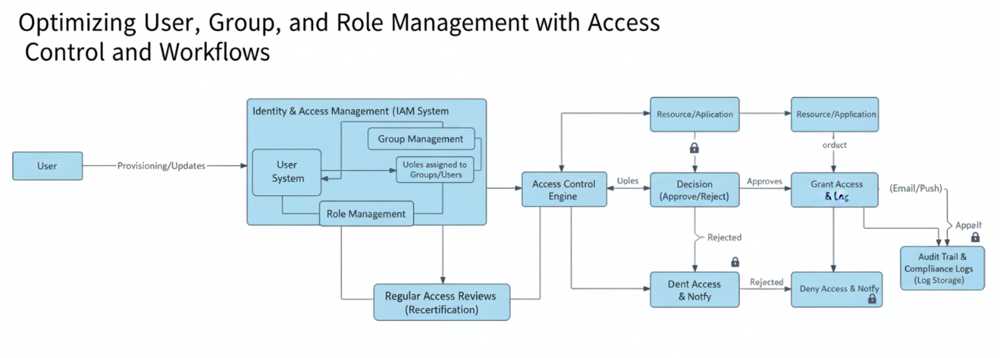 Optimizing User, Group, and Role Management with Access
Control and Workflows
Identity & Access Management (IAM System
Group Management
User
System
Uoles assigned to
Groups/Users
Role Management
User
Provisioning/Updates
Regular Access Reviews
(Recertification)
Access Control
Engine
Uoles
Resource/Aplication
Resource/Application
orduct
Decision
(Approve/Reject)
Approves
Grant Access
(Email/Push)
Rejected
Appeit
Dent Access
& Notfy
Rejected
Deny Access & Notfy
Audit Trail &
Compliiance Logs
(Log Storage)